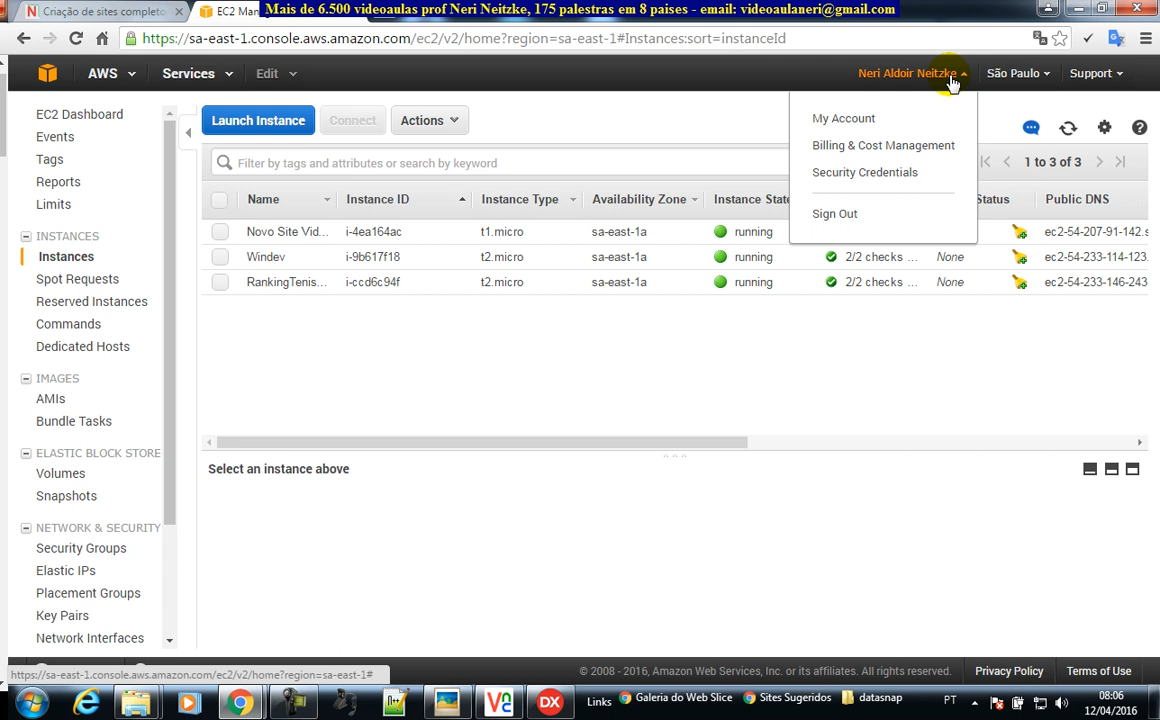 Criação de sites completo
EC2 Man
Mais de 6.500 videoaulas prof Neri Neitzke, 175 palestras em 8 paises - email: videoaulaneri@gmail.com
https://sa-east-1.console.aws.amazon.com/ec2/v2/home?region=sa-east-1#Instances:sort=instanceId
AWS Services Edit Neri Aldoir Neitzke São Paulo Support
EC2 Dashboard
Events
Tags
Reports
Limits
INSTANCES
Instances
Spot Requests
Reserved Instances
Commands
Dedicated Hosts
IMAGES
AMIs
Bundle Tasks
ELASTIC BLOCK STORE
Volumes
Snapshots
NETWORK & SECURITY
Security Groups
Elastic IPs
Placement Groups
Key Pairs
Network Interfaces
Launch Instance Connect Actions
My Account
Billing & Cost Management
Security Credentials
Sign Out
Filter by tags and attributes or search by keyword
1 to 3 of 3
Name Instance ID Instance Type Availability Zone Instance State Status Public DNS
Novo Site Vid... i-4ea164ac t1.micro sa-east-1a running ec2-54-207-91-142.s
Windev i-9b617f18 t2.micro sa-east-1a running 2/2 checks ... None ec2-54-233-114-123.
RankingTenis... i-ccd6c94f t2.micro sa-east-1a running 2/2 checks ... None ec2-54-233-146-243
Select an instance above
https://sa-east-1.console.aws.amazon.com/ec2/v2/home?region=sa-east-1#
© 2008 - 2016, Amazon Web Services, Inc. or its affiliates. All rights reserved. Privacy Policy Terms of Use
Links Galeria do Web Slice Sites Sugeridos datasnap PT 08:06
12/04/2016